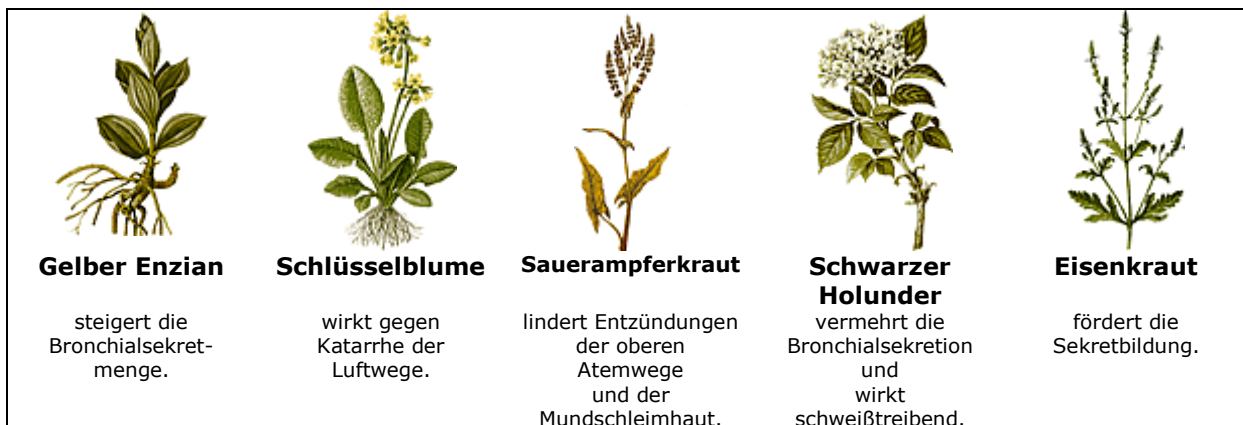 Gelber Enzian
steigert die
Bronchialsekret-
menge.
Schlüsselblume
wirkt gegen
Katarrhe der
Luftwege.
Sauerampferkraut
lindert Entzündungen
der oberen
Atemwege
und der
Mundschleimhaut.
Schwarzer
Holunder
vermehrt die
Bronchialsekretion
und
wirkt
schweißtreibend.
Eisenkraut
fördert die
Sekretbildung.